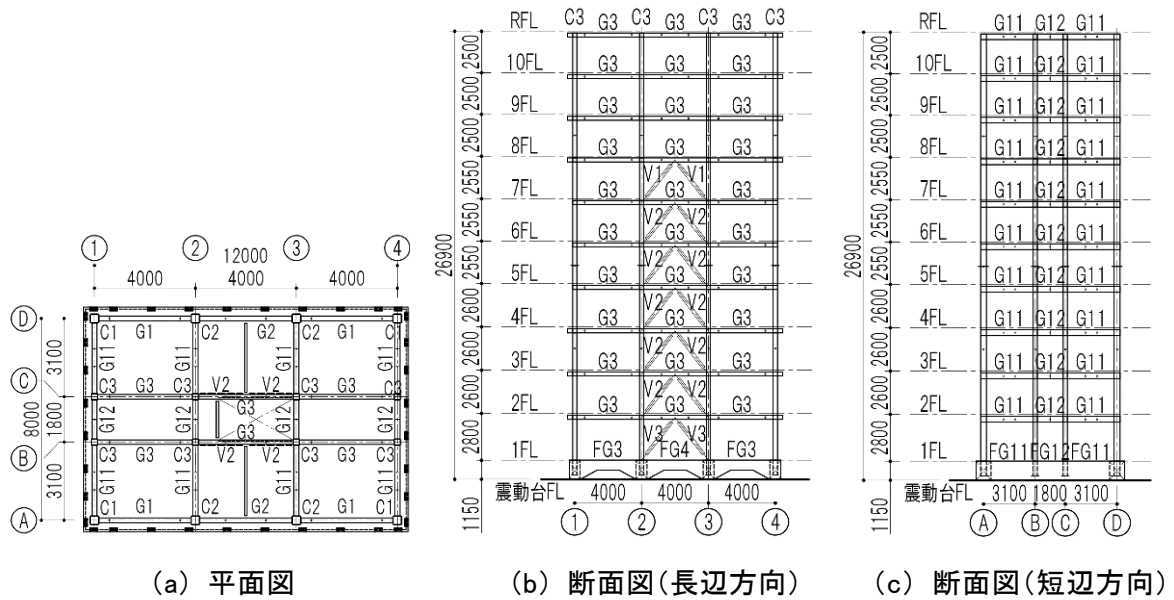 ① ② ③ ④
12000
4000 4000 4000
Ⓓ
C1 G1 C2 G2 C2 G1 C
3100 G11 G11 G11 G11
Ⓒ
C3 G3 C3 V2 V2 C3 G3 C3
8000 1800 G12 G12 G3 G3 G12 G12
Ⓑ
C3 G3 C3 V2 V2 C3 G3 C3
3100 G11 G11 G11 G11
Ⓐ
C1 G1 C2 G2 C2 G1 C1
(a) 平面図
RFL C3 G3 C3 G3 C3 G3 C3
2500
10FL G3 G3 G3
2500
9FL G3 G3 G3
2500
8FL G3 G3 G3
2550 V1 V1
7FL G3 G3 G3
2550 V2 V2
6FL G3 G3 G3
26900
2550 V2 V2
5FL G3 G3 G3
2600 V2 V2
4FL G3 G3 G3
2600 V2 V2
3FL G3 G3 G3
2600 V2 V2
2FL G3 G3 G3
2800 V3 V3
1FL FG3 FG4 FG3
震動台FL 4000 4000 4000
1150
① ② ③ ④
(b) 断面図(長辺方向)
RFL G11 G12 G11
2500
10FL G11 G12 G11
2500
9FL G11 G12 G11
2500
8FL G11 G12 G11
2550
7FL G11 G12 G11
2550
6FL G11 G12 G11
26900
2550
5FL G11 G12 G11
2600
4FL G11 G12 G11
2600
3FL G11 G12 G11
2600
2FL G11 G12 G11
2800
1FL FG11 FG12 FG11
震動台FL 3100 1800 3100
1150
Ⓐ Ⓑ Ⓒ Ⓓ
(c) 断面図(短辺方向)